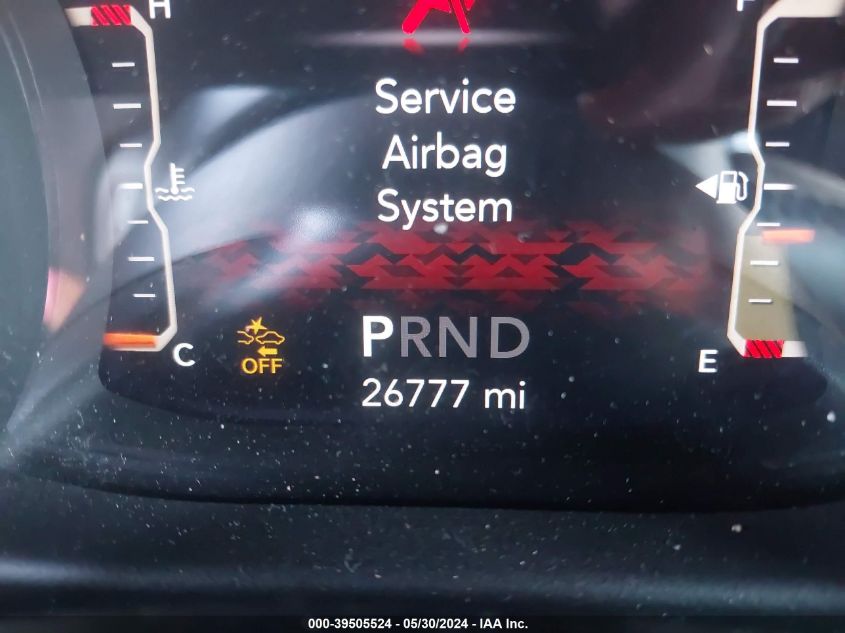 H
F
Service
Airbag
System
OFF
PRND
C
E
26777 mi
000-39505524 - 05/30/2024 - IAA Inc.